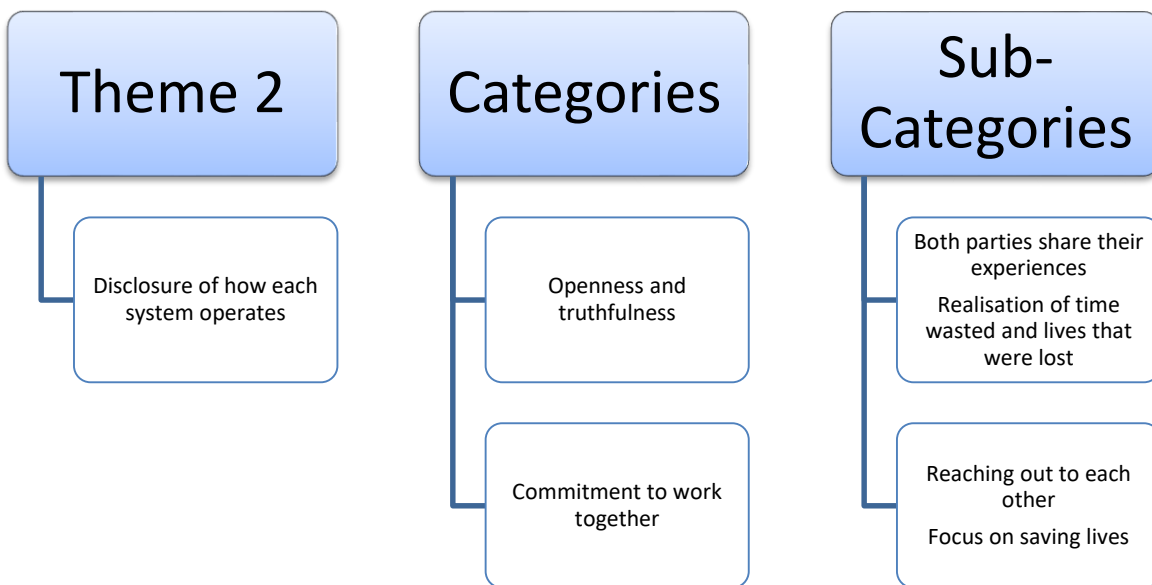 Theme 2
Disclosure of how each
system operates
Categories
Openness and
truthfulness
Commitment to work
together
Sub-
Categories
Both parties share their
experiences
Realisation of time
wasted and lives that
were lost
Reaching out to each
other
Focus on saving lives